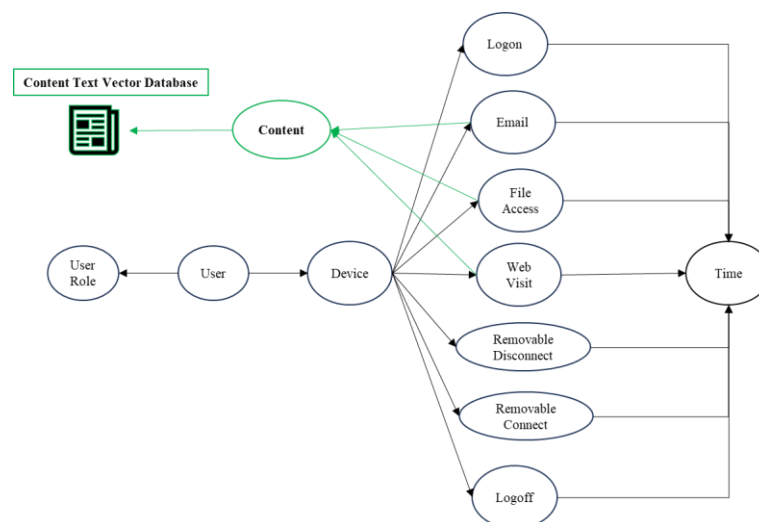 Logon
Content Text Vector Database
Content
Email
File
Access
User
Role
User
Device
Web
Visit
Time
Removable
Disconnect
Removable
Connect
Logoff